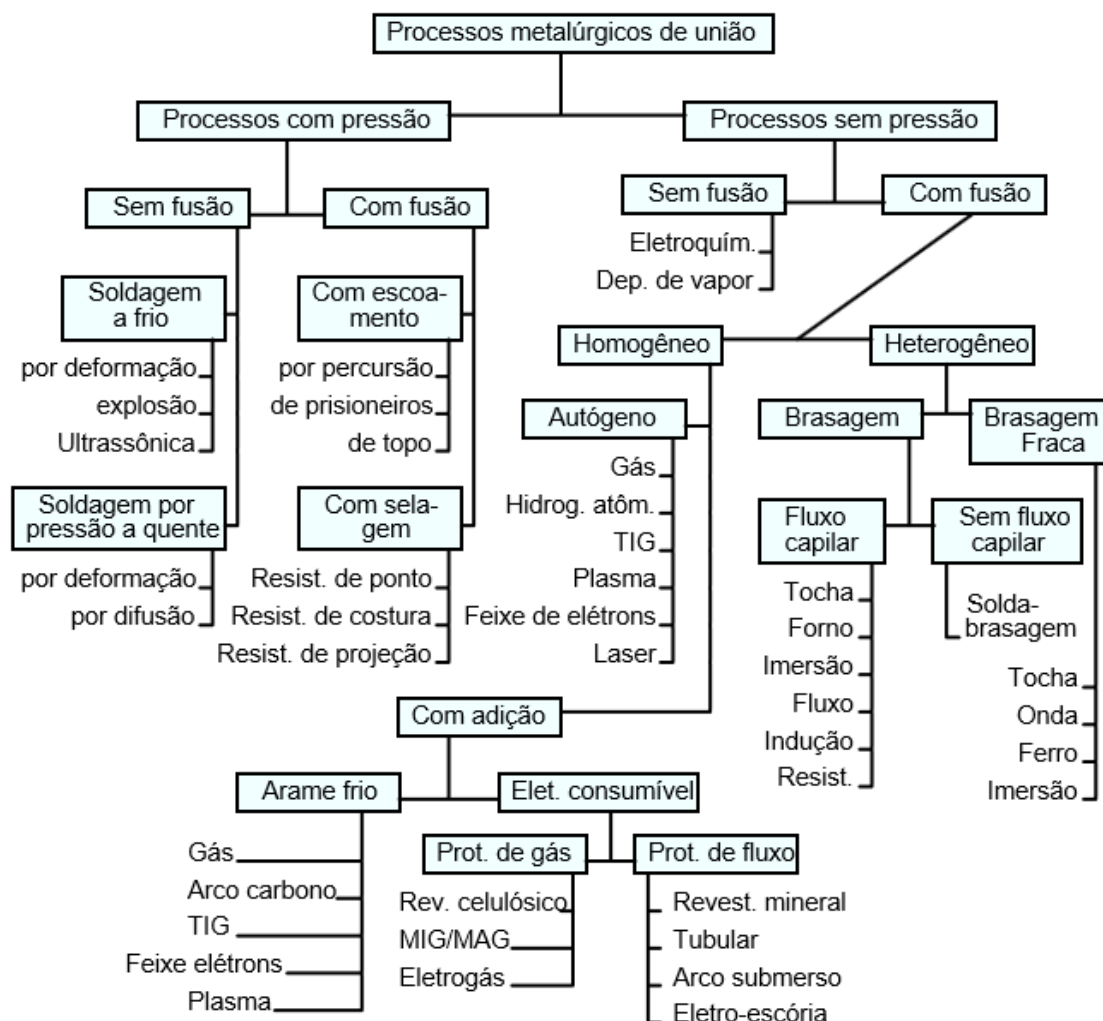 Processos metalúrgicos de união
Processos com pressão
Processos sem pressão
Sem fusão
Com fusão
Sem fusão
Com fusão
Eletroquím.
Dep. de vapor
Soldagem
a frio
por deformação
explosão
Ultrassônica
Com escoa-
mento
por percursão
de prisioneiros
de topo
Soldagem por
pressão a quente
por deformação
por difusão
Com sela-
gem
Resist. de ponto
Resist. de costura
Resist. de projeção
Homogêneo
Heterogêneo
Autógeno
Gás
Hidrog. atôm.
TIG
Plasma
Feixe de elétrons
Laser
Brasagem
Brasagem
Fraca
Fluxo
capilar
Tocha
Forno
Imersão
Fluxo
Indução
Resist.
Sem fluxo
capilar
Solda-
brasagem
Tocha
Onda
Ferro
Imersão
Com adição
Arame frio
Elet. consumível
Gás
Arco carbono
TIG
Feixe elétrons
Plasma
Prot. de gás
Rev. celulósico
MIG/MAG
Eletrogás
Prot. de fluxo
Revest. mineral
Tubular
Arco submerso
Eletro-escória